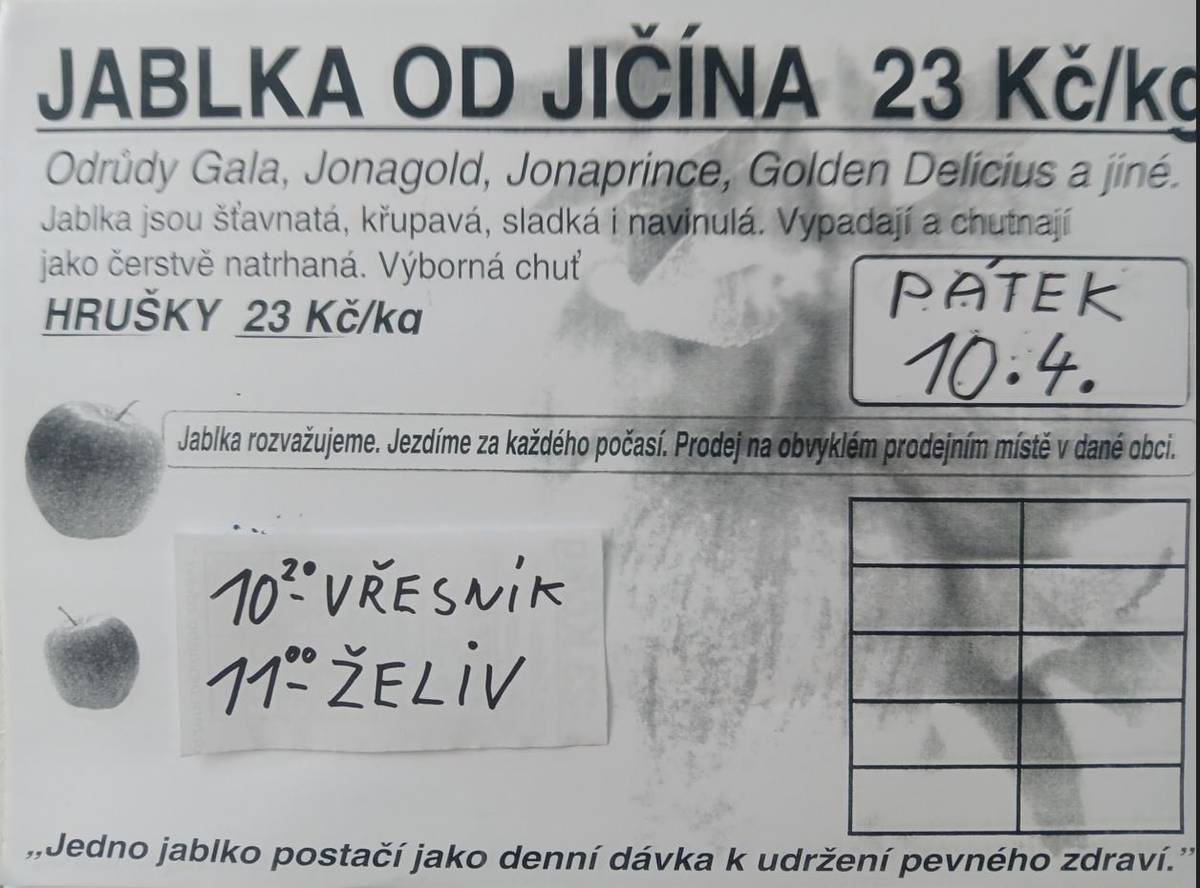 JABLKA OD JIČÍNA 23 Kč/kg
Odrůdy Gala, Jonagold, Jonaprince, Golden Delicius a jiné.
Jablka jsou šťavnatá, křupavá, sladká i navinulá. Vypadají a chutnají
jako čerstvě natrhaná. Výborná chuť
HRUŠKY 23 Kč/kg
PÁTEK
10.4.
Jablka rozvažujeme. Jezdíme za každého počasí. Prodej na obvyklém prodejním místě v dané obci.
10²⁰- VŘESNÍK
11⁰⁰- ŽELIV
„Jedno jablko postačí jako denní dávka k udržení pevného zdraví.”